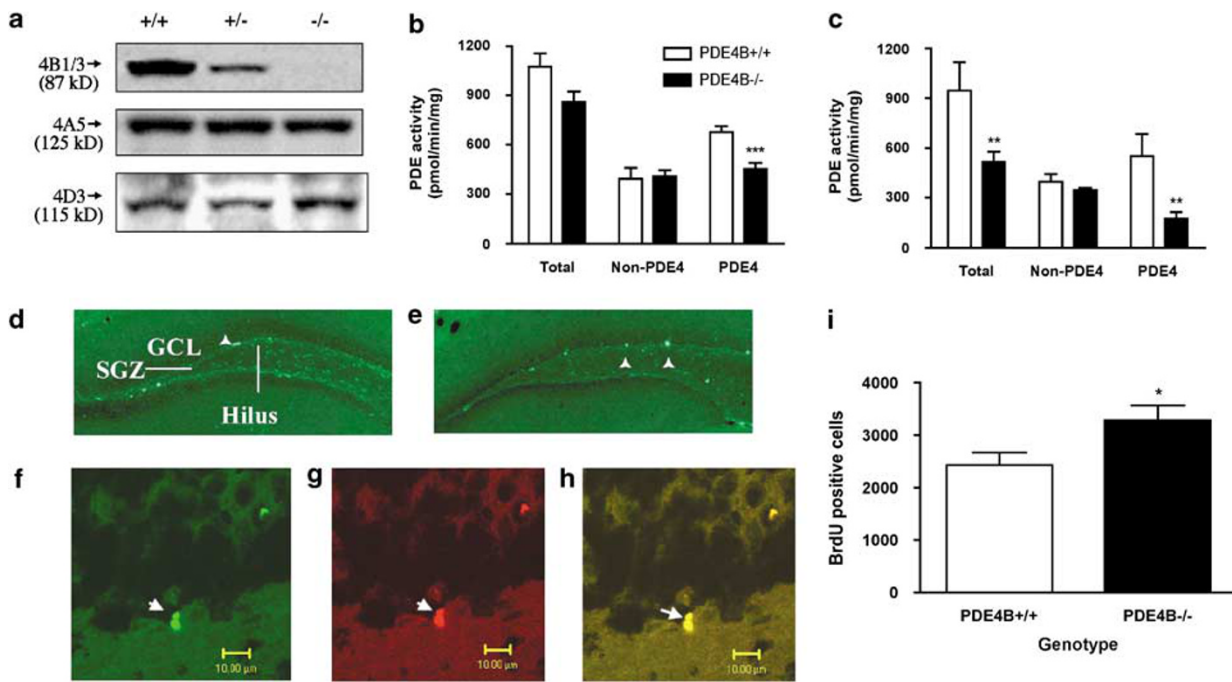 a
+/+ +/- -/-
4B1/3→
(87 kD)
4A5→
(125 kD)
4D3→
(115 kD)
b
PDE activity
(pmol/min/mg)
1200
900
600
300
0
PDE4B+/+
PDE4B-/-
***
Total Non-PDE4 PDE4
c
PDE activity
(pmol/min/mg)
1200
900
600
300
0
**
**
Total Non-PDE4 PDE4
d
GCL
SGZ
Hilus
e
f
10.00 µm
g
10.00 µm
h
10.00 µm
i
BrdU positive cells
4000
3000
2000
1000
0
*
PDE4B+/+ PDE4B-/-
Genotype